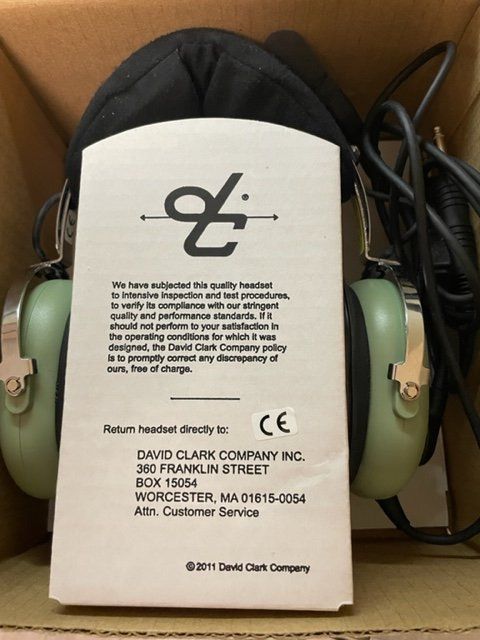 dc®
We have subjected this quality headset
to intensive inspection and test procedures,
to verify its compliance with our stringent
quality and performance standards. If it
should not perform to your satisfaction in
the operating conditions for which it was
designed, the David Clark Company policy
is to promptly correct any discrepancy of
ours, free of charge.
Return headset directly to:
CE
DAVID CLARK COMPANY INC.
360 FRANKLIN STREET
BOX 15054
WORCESTER, MA 01615-0054
Attn. Customer Service
©2011 David Clark Company